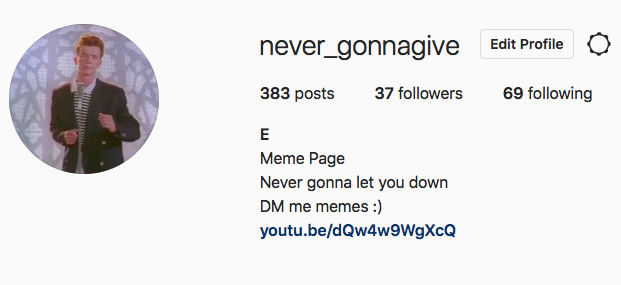 never_gonnagive Edit Profile
383 posts 37 followers 69 following
E
Meme Page
Never gonna let you down
DM me memes :)
youtu.be/dQw4w9WgXcQ